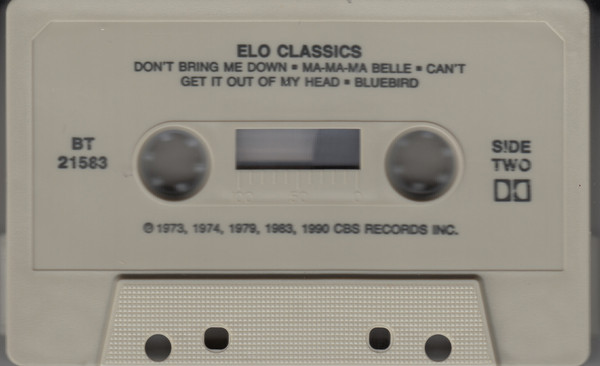 ELO CLASSICS
DON'T BRING ME DOWN ▪ MA-MA-MA BELLE ▪ CAN'T
GET IT OUT OF MY HEAD ▪ BLUEBIRD
BT
21583
SIDE
TWO
℗1973, 1974, 1979, 1983, 1990 CBS RECORDS INC.